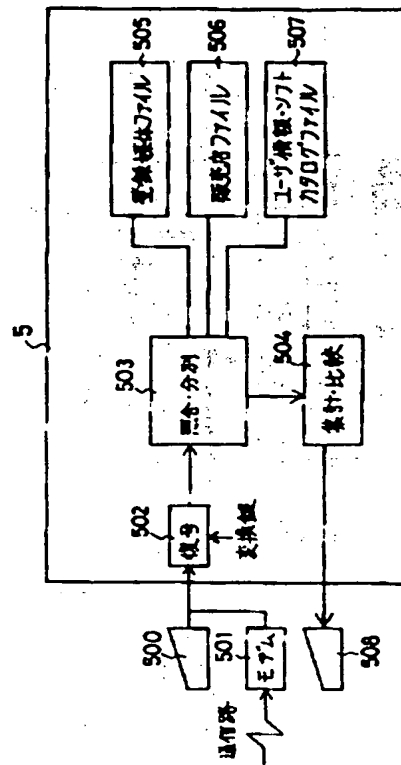 5
登録媒体ファイル
505
販売店ファイル
506
ユーザ情報・ソフト
カタログファイル
507
503
照合・分別
504
集計・比較
502
復号
変換鍵
500
501
モデム
通信路
508